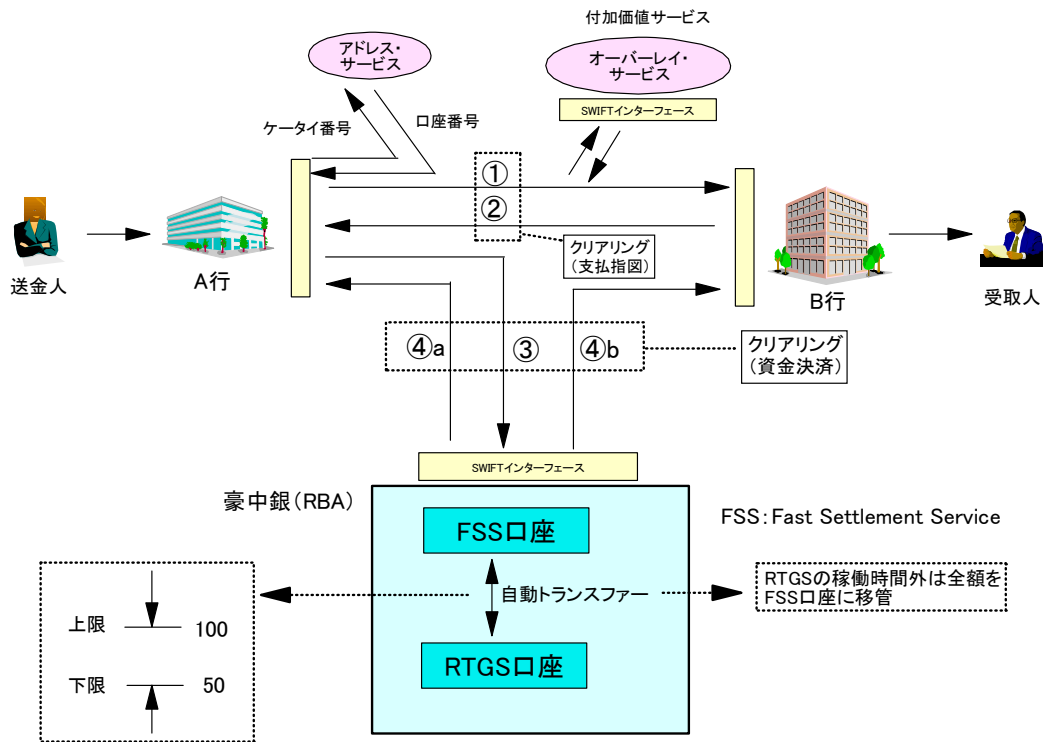 付加価値サービス
アドレス・
サービス
オーバーレイ・
サービス
SWIFTインターフェース
ケータイ番号
口座番号
①
②
クリアリング
(支払指図)
送金人
A行
B行
受取人
④a
③
④b
クリアリング
(資金決済)
SWIFTインターフェース
豪中銀(RBA)
FSS口座
FSS:Fast Settlement Service
自動トランスファー
RTGSの稼働時間外は全額を
FSS口座に移管
上限
100
RTGS口座
下限
50